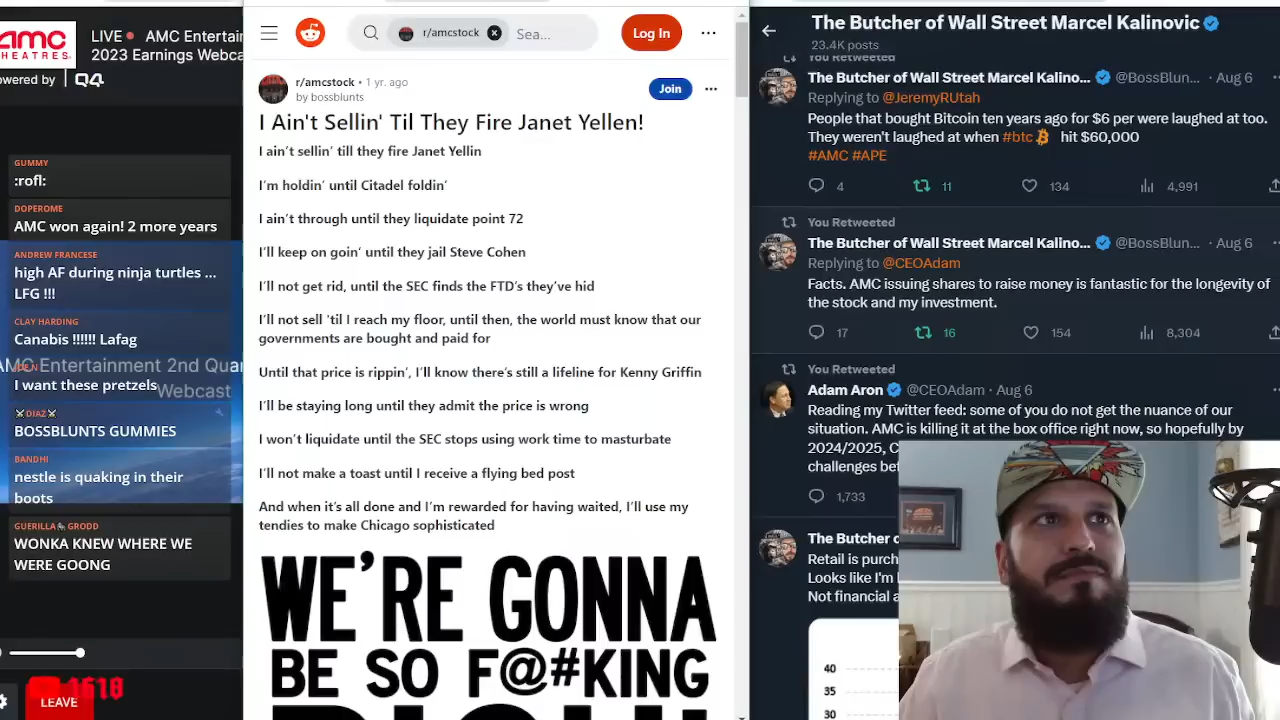 amc
THEATRES
LIVE AMC Entertain
2023 Earnings Webca
owered by | Q4
GUMMY
:rofl:
DOPEROME
AMC won again! 2 more years
ANDREW FRANCESE
high AF during ninja turtles ...
LFG !!!
CLAY HARDING
Canabis !!!!!! Lafag
AMC Entertainment 2nd Quar
Webcast
I want these pretzels
DIAZ
BOSSBLUNTS GUMMIES
BANDHI
nestle is quaking in their
boots
GUERILLA GRODD
WONKA KNEW WHERE WE
WERE GOONG
LEAVE
r/amcstock
Sea...
Log In
r/amcstock • 1 yr. ago
by bossblunts
Join
I Ain't Sellin' Til They Fire Janet Yellen!
I ain't sellin' till they fire Janet Yellin
I'm holdin' until Citadel foldin'
I ain't through until they liquidate point 72
I'll keep on goin' until they jail Steve Cohen
I'll not get rid, until the SEC finds the FTD's they've hid
I'll not sell 'til I reach my floor, until then, the world must know that our
governments are bought and paid for
Until that price is rippin', I'll know there's still a lifeline for Kenny Griffin
I'll be staying long until they admit the price is wrong
I won't liquidate until the SEC stops using work time to masturbate
I'll not make a toast until I receive a flying bed post
And when it's all done and I'm rewarded for having waited, I'll use my
tendies to make Chicago sophisticated
WE'RE GONNA
BE SO F@#KING
The Butcher of Wall Street Marcel Kalinovic
23.4K posts
You Retweeted
The Butcher of Wall Street Marcel Kalino... @BossBlun... · Aug 6
Replying to @JeremyRUtah
People that bought Bitcoin ten years ago for $6 per were laughed at too.
They weren't laughed at when #btc hit $60,000
#AMC #APE
4 11 134 4,991
You Retweeted
The Butcher of Wall Street Marcel Kalino... @BossBlun... · Aug 6
Replying to @CEOAdam
Facts. AMC issuing shares to raise money is fantastic for the longevity of
the stock and my investment.
17 16 154 8,304
You Retweeted
Adam Aron @CEOAdam · Aug 6
Reading my Twitter feed: some of you do not get the nuance of our
situation. AMC is killing it at the box office right now, so hopefully by
2024/2025, C
challenges bef
1,733
The Butcher o
Retail is purch
Looks like I'm
Not financial a
40
35
30